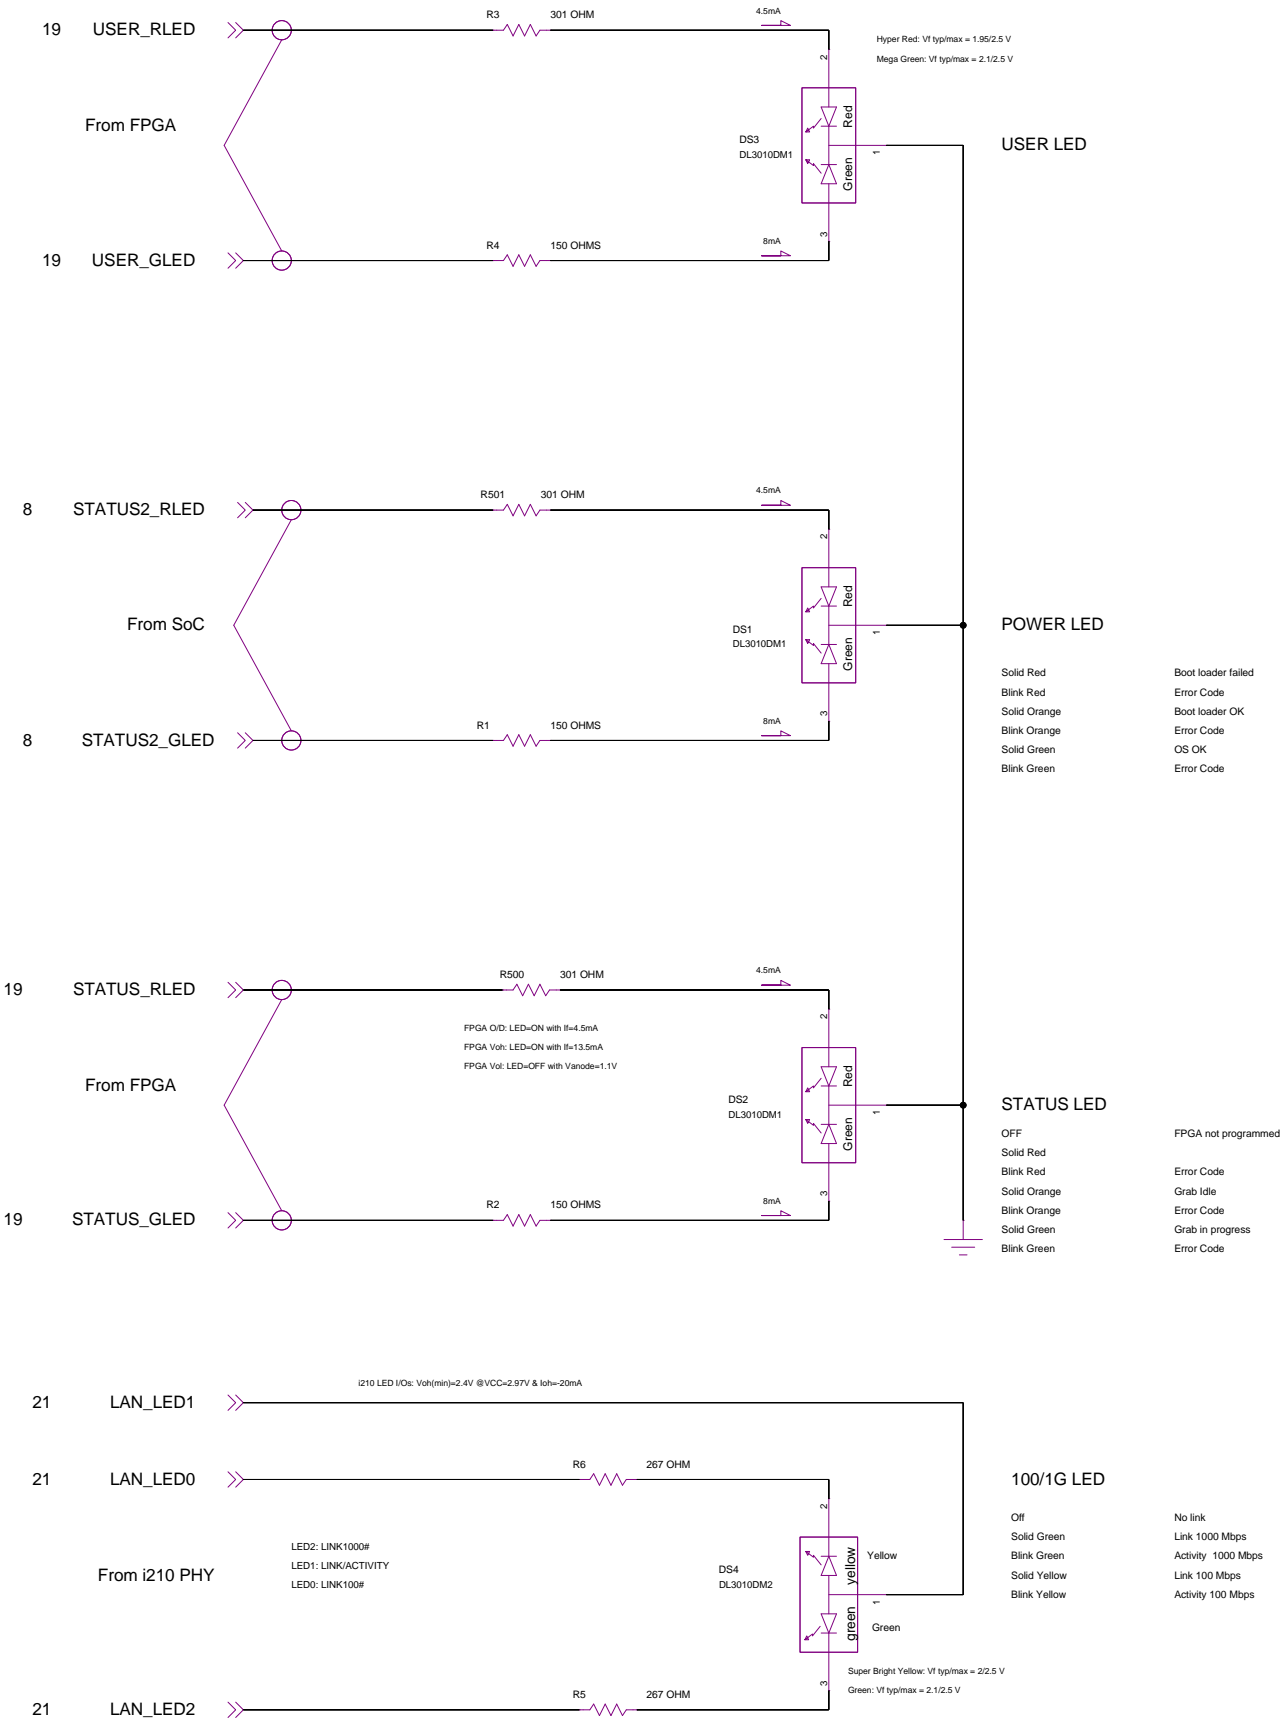 19 USER_RLED R3 301 OHM 4.5mA
Hyper Red: Vf typ/max = 1.95/2.5 V
Mega Green: Vf typ/max = 2.1/2.5 V
2
Red
From FPGA
DS3
DL3010DM1
1
USER LED
Green
3
19 USER_GLED R4 150 OHMS 8mA
8 STATUS2_RLED R501 301 OHM 4.5mA
2
Red
From SoC
DS1
DL3010DM1
1
POWER LED
Green
3
Solid Red Boot loader failed
Blink Red Error Code
Solid Orange Boot loader OK
Blink Orange Error Code
Solid Green OS OK
Blink Green Error Code
8 STATUS2_GLED R1 150 OHMS 8mA
19 STATUS_RLED R500 301 OHM 4.5mA
2
FPGA O/D: LED=ON with If=4.5mA
FPGA Voh: LED=ON with If=13.5mA
FPGA Vol: LED=OFF with Vanode=1.1V
Red
From FPGA
DS2
DL3010DM1
1
STATUS LED
Green
3
OFF FPGA not programmed
Solid Red
Blink Red Error Code
Solid Orange Grab Idle
Blink Orange Error Code
Solid Green Grab in progress
Blink Green Error Code
19 STATUS_GLED R2 150 OHMS 8mA
i210 LED I/Os: Voh(min)=2.4V @VCC=2.97V & Ioh=-20mA
21 LAN_LED1
21 LAN_LED0 R6 267 OHM
100/1G LED
2
Off No link
Solid Green Link 1000 Mbps
Blink Green Activity 1000 Mbps
Solid Yellow Link 100 Mbps
Blink Yellow Activity 100 Mbps
LED2: LINK1000#
LED1: LINK/ACTIVITY
LED0: LINK100#
From i210 PHY
yellow
Yellow
DS4
DL3010DM2
1
green
Green
3
Super Bright Yellow: Vf typ/max = 2/2.5 V
Green: Vf typ/max = 2.1/2.5 V
21 LAN_LED2 R5 267 OHM